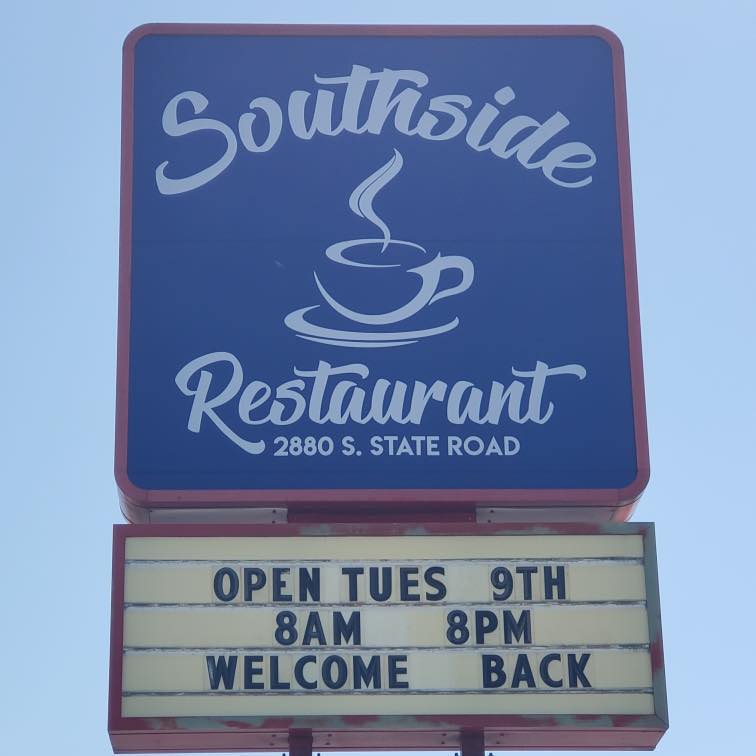 Southside
Restaurant
2880 S. STATE ROAD
OPEN TUES 9TH
8AM 8PM
WELCOME BACK